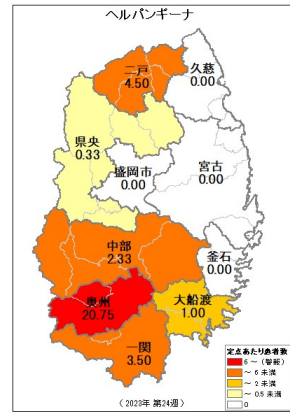 ヘルパンギーナ
二戸
4.50
久慈
0.00
県央
0.33
盛岡市
0.00
宮古
0.00
中部
2.33
釜石
0.00
奥州
20.75
大船渡
1.00
一関
3.50
定点あたり患者数
6～（警報）
～6未満
～2未満
～0.5未満
0
（2023年 第24週）